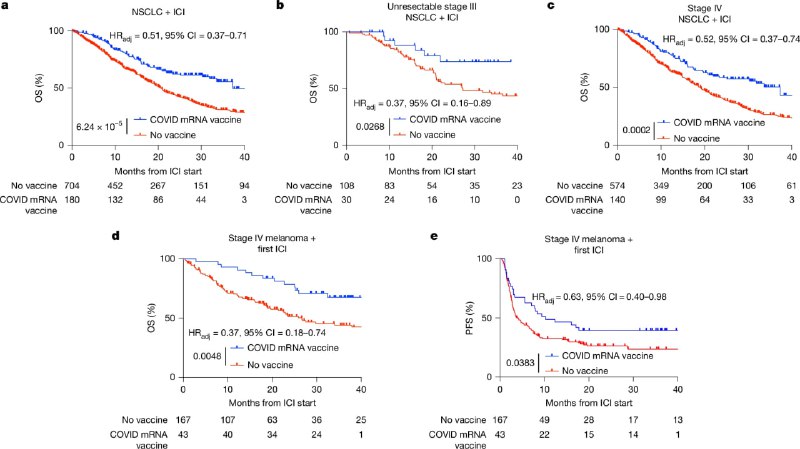 a
NSCLC + ICI
HRadj = 0.51, 95% CI = 0.37–0.71
100
50
0
OS (%)
6.24 × 10⁻⁵
COVID mRNA vaccine
No vaccine
0 10 20 30 40
Months from ICI start
No vaccine 704 452 267 151 94
COVID mRNA 180 132 86 44 3
vaccine
b
Unresectable stage III
NSCLC + ICI
100
50
0
OS (%)
HRadj = 0.37, 95% CI = 0.16–0.89
0.0268
COVID mRNA vaccine
No vaccine
0 10 20 30 40
Months from ICI start
No vaccine 108 83 54 35 23
COVID mRNA 30 24 16 10 0
vaccine
c
Stage IV
NSCLC + ICI
HRadj = 0.52, 95% CI = 0.37–0.74
100
50
0
OS (%)
0.0002
COVID mRNA vaccine
No vaccine
0 10 20 30 40
Months from ICI start
No vaccine 574 349 200 106 61
COVID mRNA 140 99 64 33 3
vaccine
d
Stage IV melanoma +
first ICI
100
50
0
OS (%)
HRadj = 0.37, 95% CI = 0.18–0.74
0.0048
COVID mRNA vaccine
No vaccine
0 10 20 30 40
Months from ICI start
No vaccine 167 107 63 36 25
COVID mRNA 43 40 34 24 1
vaccine
e
Stage IV melanoma +
first ICI
HRadj = 0.63, 95% CI = 0.40–0.98
100
50
0
PFS (%)
0.0383
COVID mRNA vaccine
No vaccine
0 10 20 30 40
Months from ICI start
No vaccine 167 49 28 17 13
COVID mRNA 43 22 15 14 1
vaccine